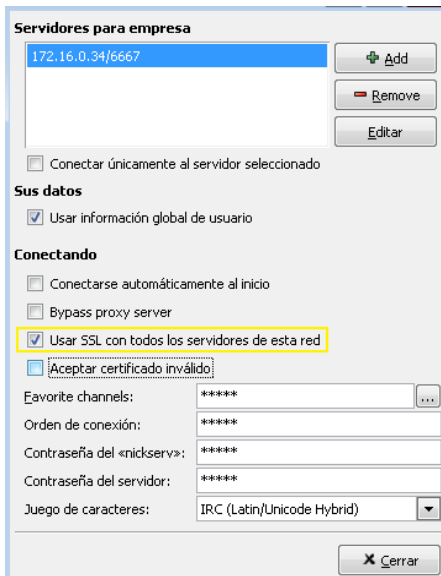 Servidores para empresa
172.16.0.34/6667
Add
Remove
Editar
Conectar únicamente al servidor seleccionado
Sus datos
Usar información global de usuario
Conectando
Conectarse automáticamente al inicio
Bypass proxy server
Usar SSL con todos los servidores de esta red
Aceptar certificado inválido
Favorite channels: ***** ...
Orden de conexión: *****
Contraseña del «nickserv»: *****
Contraseña del servidor: *****
Juego de caracteres: IRC (Latin/Unicode Hybrid)
Cerrar